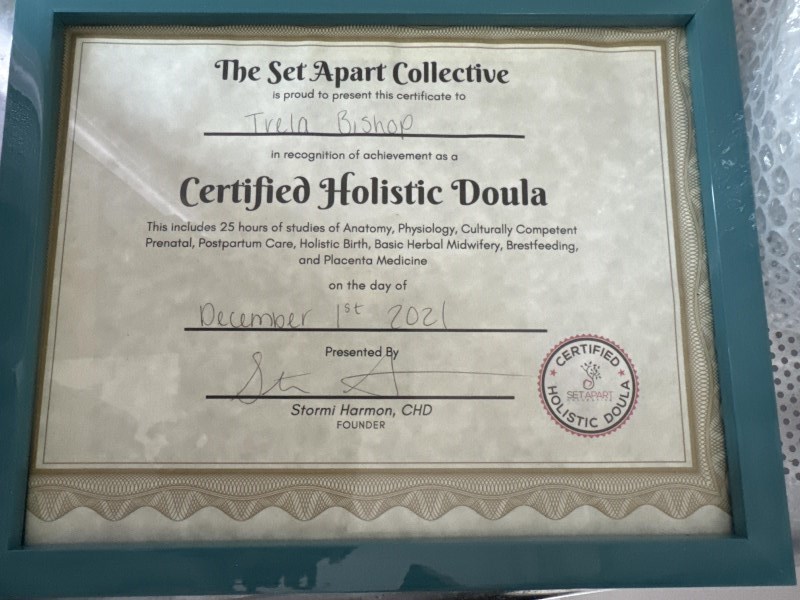 The Set Apart Collective
is proud to present this certificate to
Trela Bishop
in recognition of achievement as a
Certified Holistic Doula
This includes 25 hours of studies of Anatomy, Physiology, Culturally Competent
Prenatal, Postpartum Care, Holistic Birth, Basic Herbal Midwifery, Brestfeeding,
and Placenta Medicine
on the day of
December 1st 2021
Presented By
Stormi Harmon, CHD
FOUNDER
CERTIFIED
SET APART
HOLISTIC DOULA